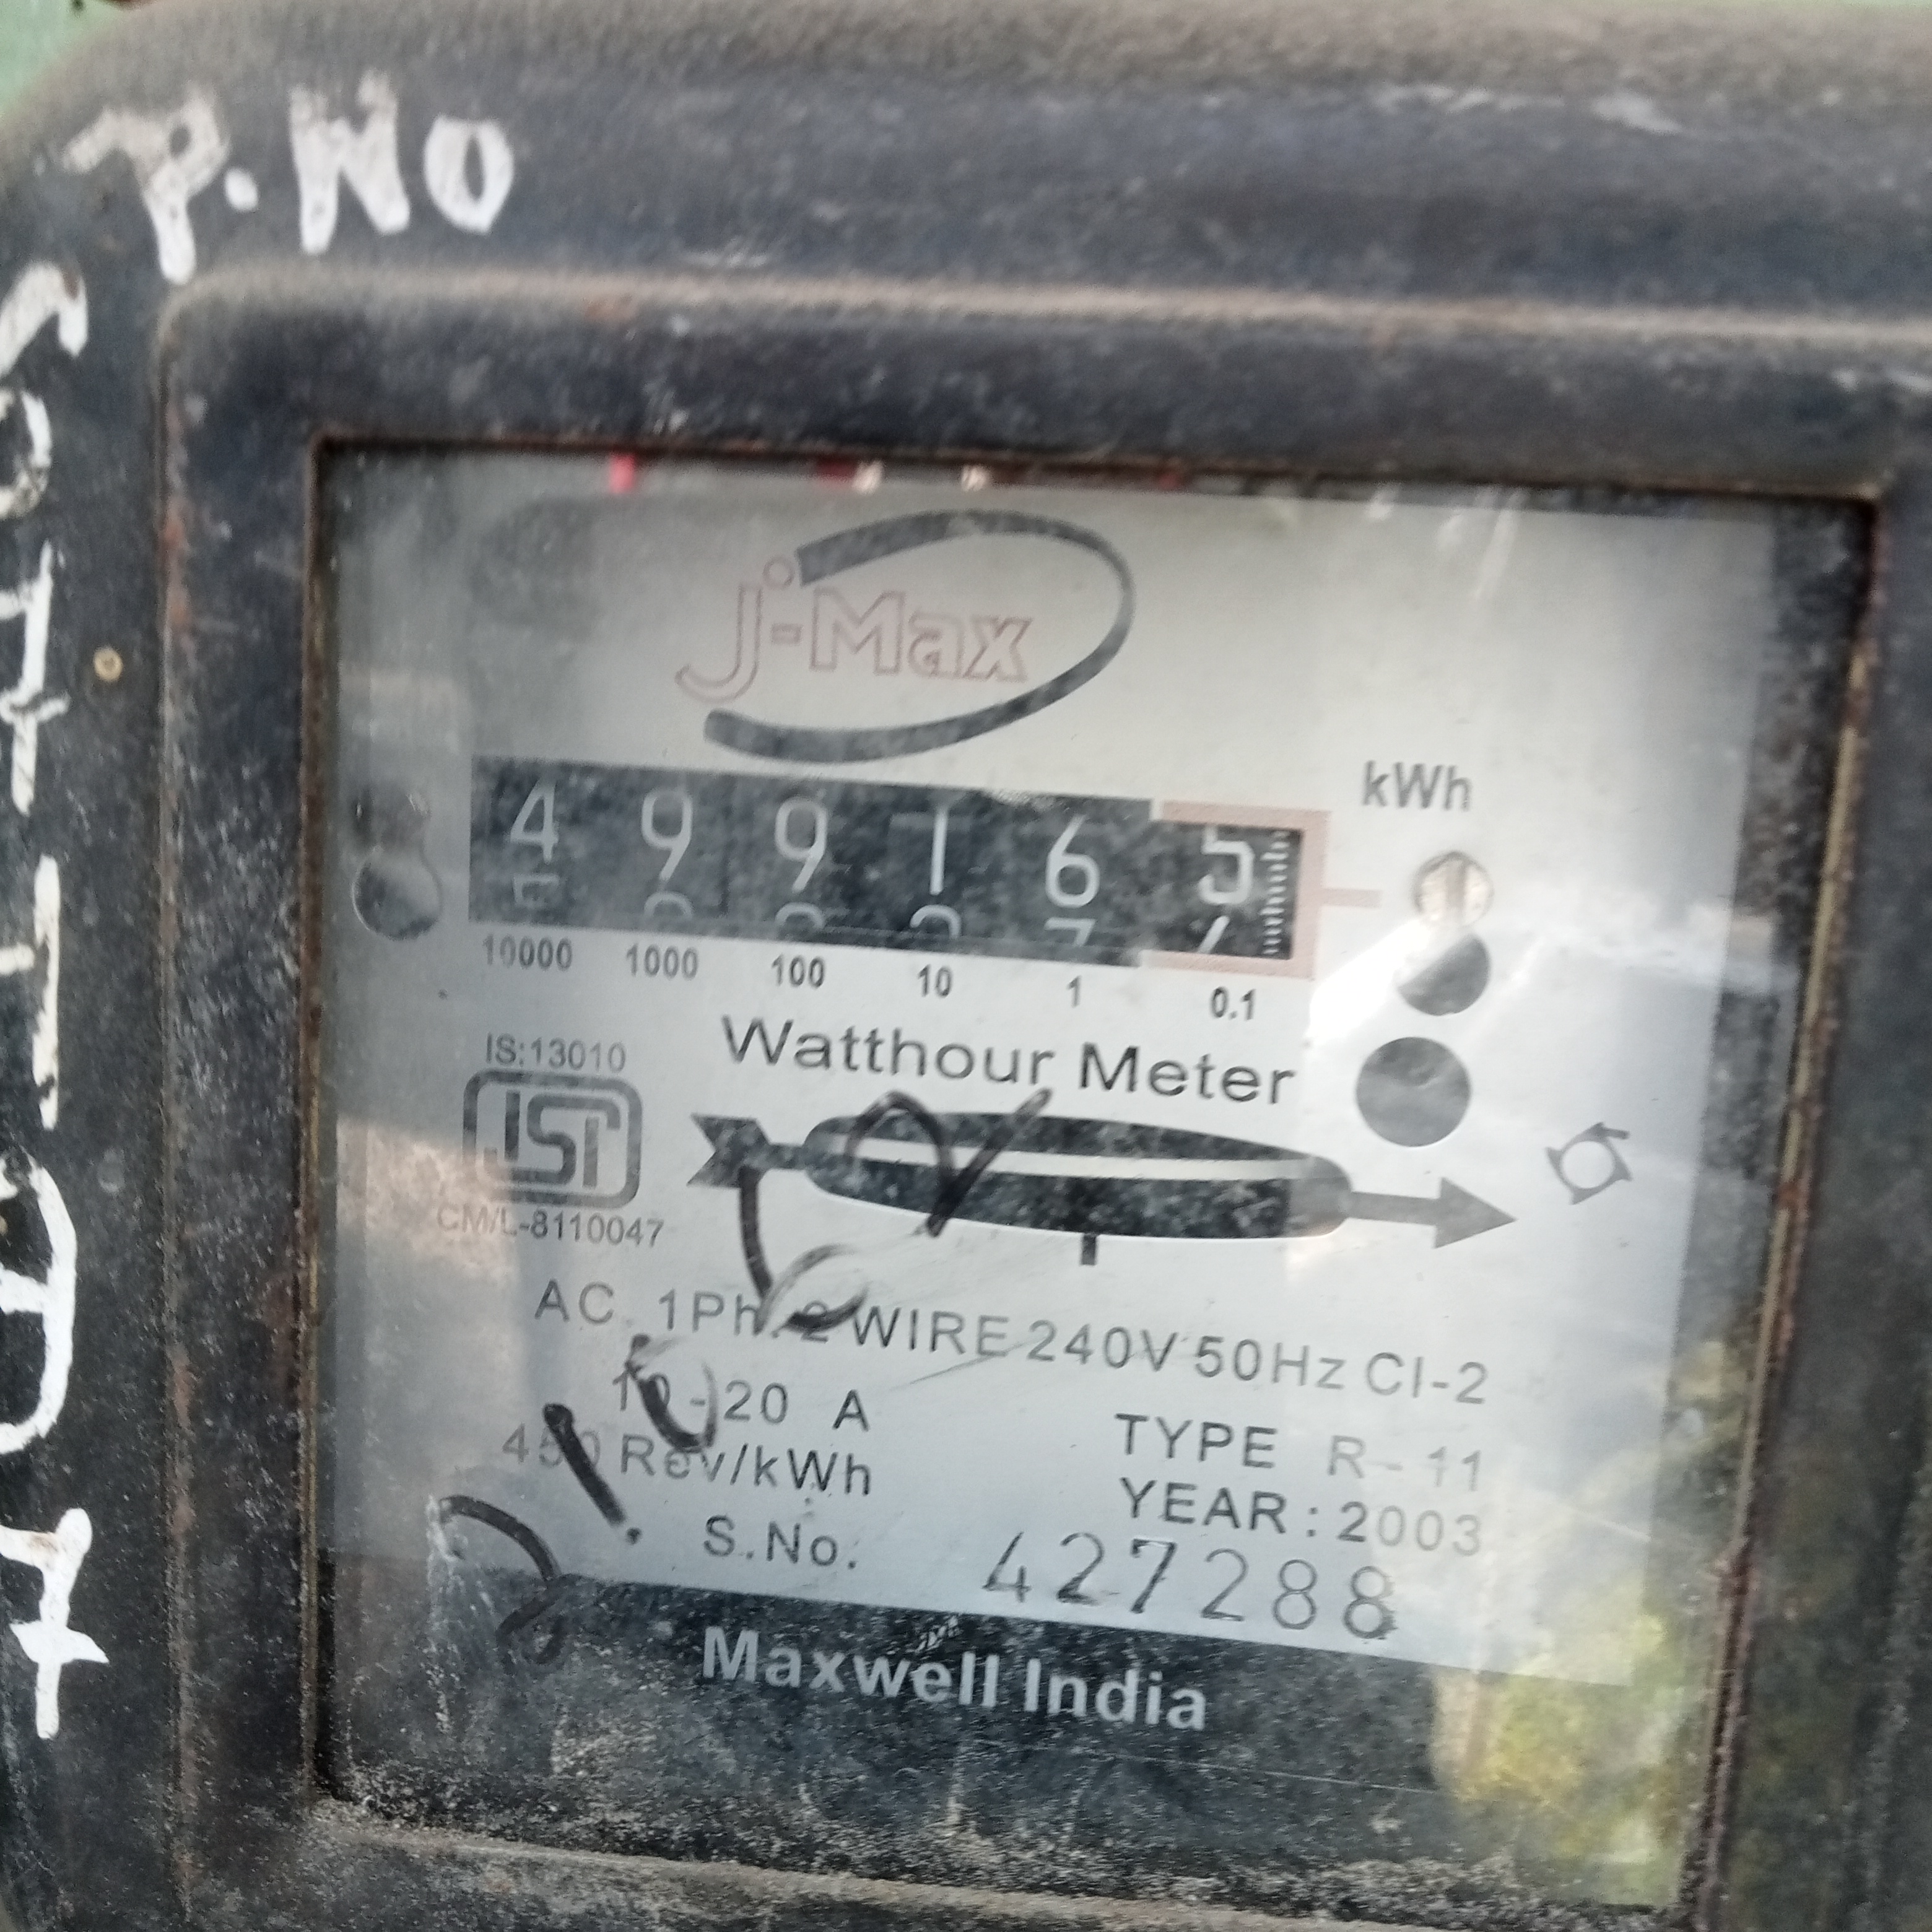 P.NO
j-Max
kWh
4 9 9 1 6 5
10000 1000 100 10 1 0.1
Watthour Meter
IS:13010
ISI
CM/L-8110047
AC. 1Ph. 2 WIRE 240V 50Hz Cl-2
10-20 A
TYPE R-11
450 Rev/kWh
YEAR : 2003
S.No. 427288
Maxwell India